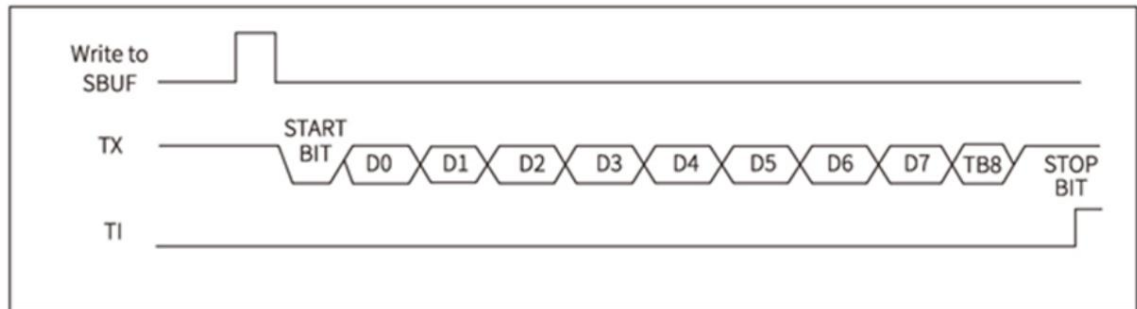 Write to
SBUF
TX
START
BIT
D0 D1 D2 D3 D4 D5 D6 D7 TB8
STOP
BIT
TI